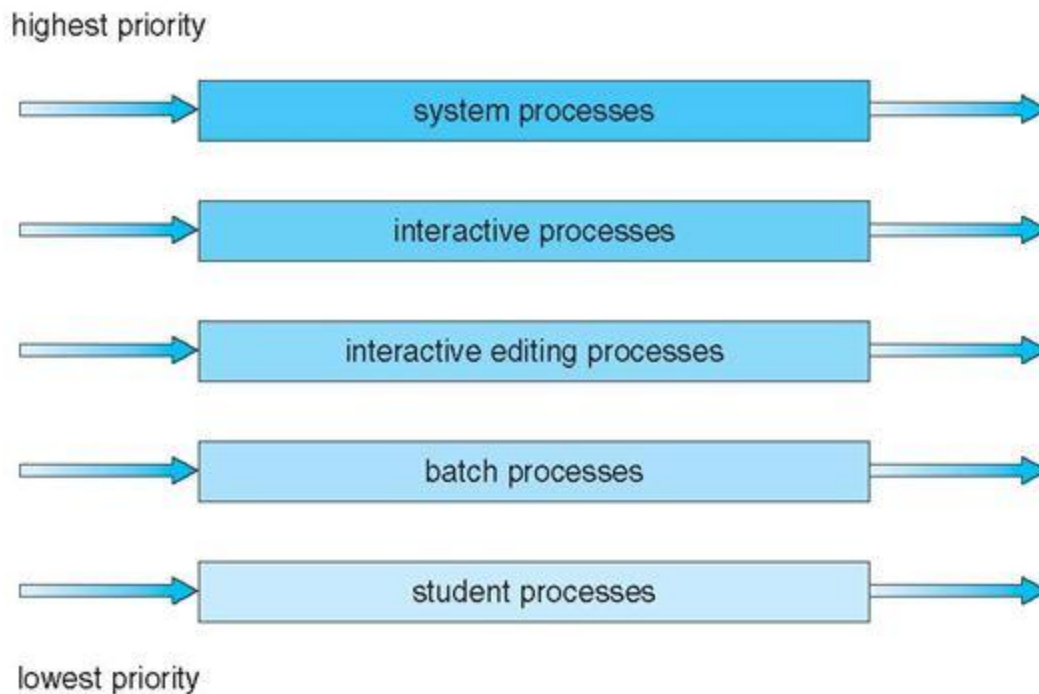 highest priority
system processes
interactive processes
interactive editing processes
batch processes
student processes
lowest priority